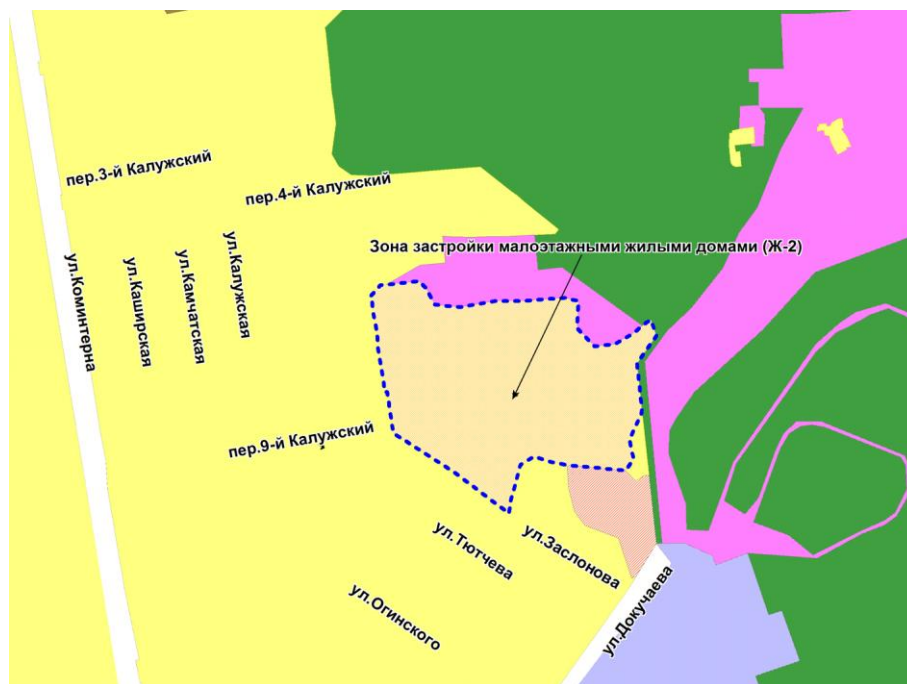 пер.3-й Калужский
пер.4-й Калужский
Зона застройки малоэтажными жилыми домами (Ж-2)
ул.Коминтерна
ул.Каширская
ул.Камчатская
ул.Калужская
пер.9-й Калужский
ул.Тютчева
ул.Заслонова
ул.Огинского
ул.Докучаева